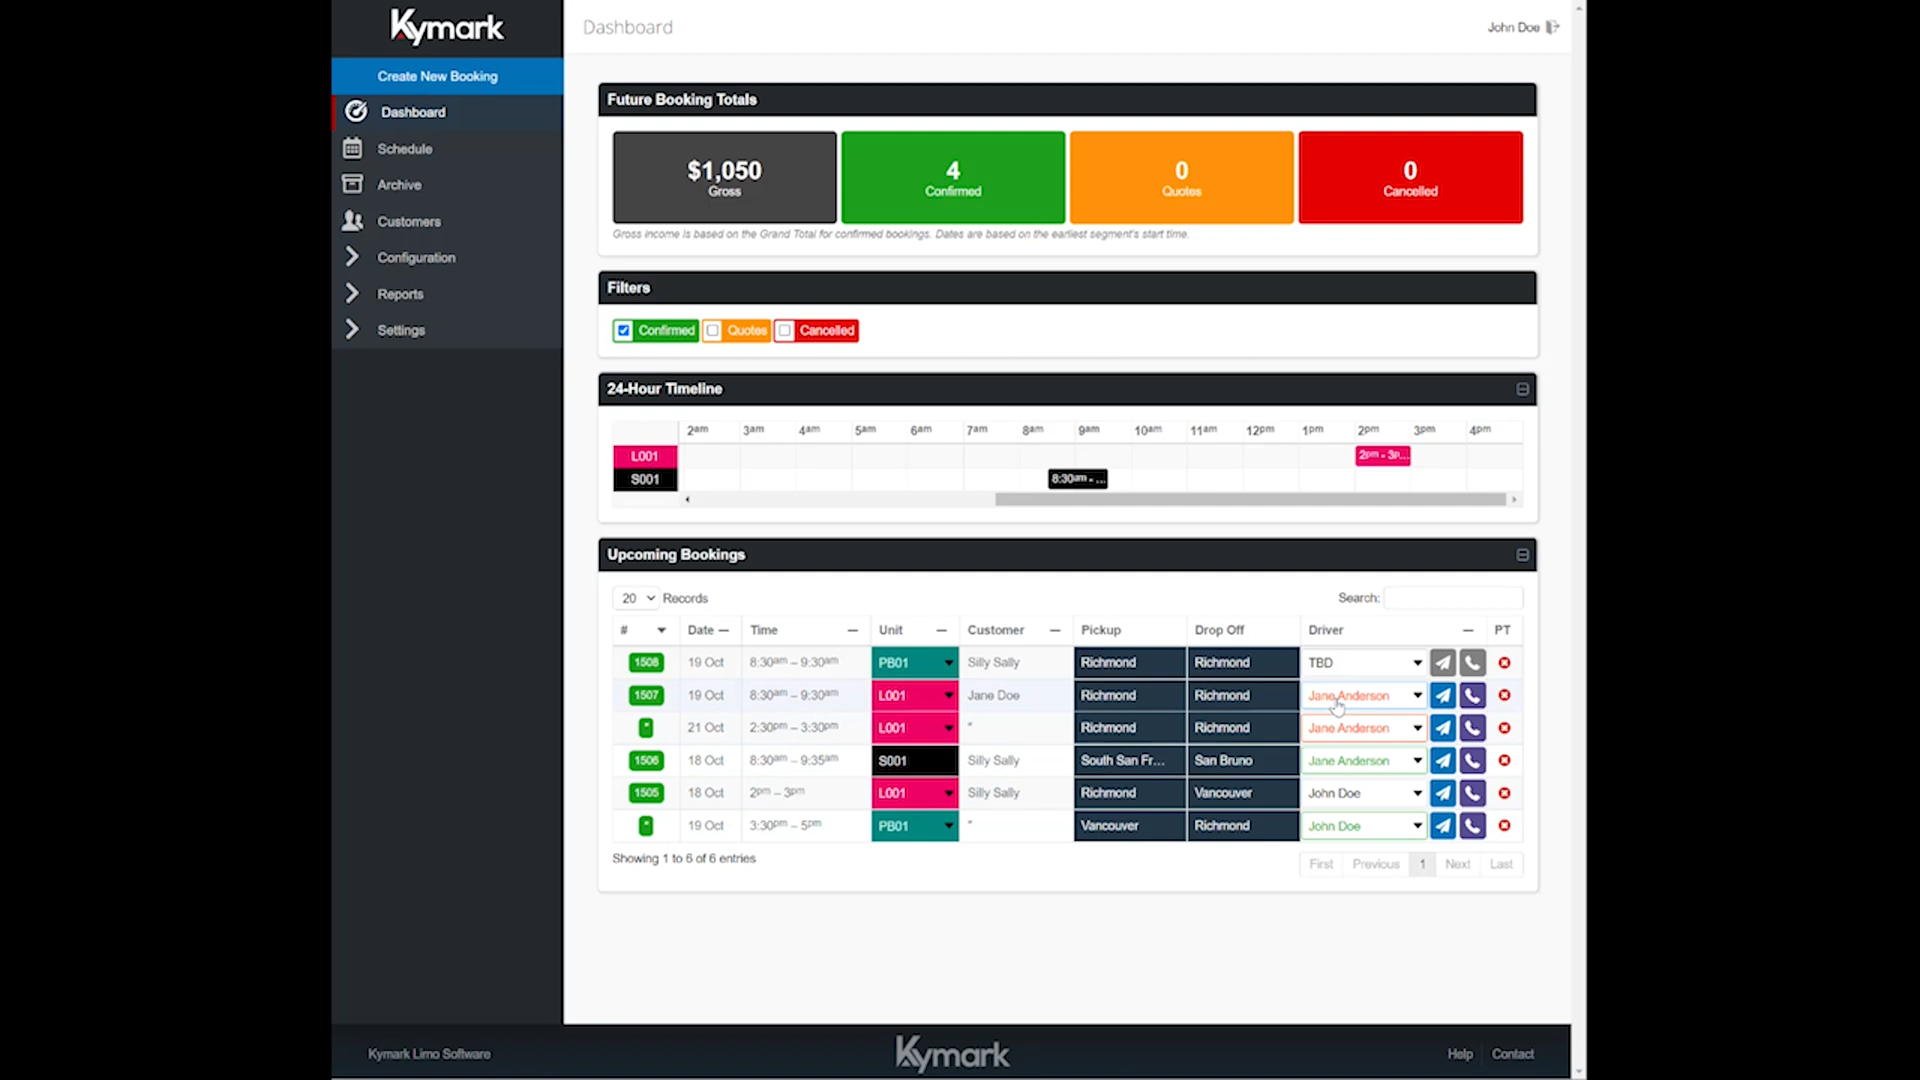 Kymark
Dashboard
John Doe
Create New Booking
Dashboard
Schedule
Archive
Customers
Configuration
Reports
Settings
Future Booking Totals
$1,050
Gross
4
Confirmed
0
Quotes
0
Cancelled
Gross income is based on the Grand Total for confirmed bookings. Dates are based on the earliest segment's start time.
Filters
Confirmed Quotes Cancelled
24-Hour Timeline
2am 3am 4am 5am 6am 7am 8am 9am 10am 11am 12pm 1pm 2pm 3pm 4pm
L001 2pm - 3p...
S001 8:30am - ...
Upcoming Bookings
20 Records Search:
# Date Time Unit Customer Pickup Drop Off Driver PT
1508 19 Oct 8:30am – 9:30am PB01 Silly Sally Richmond Richmond TBD
1507 19 Oct 8:30am – 9:30am L001 Jane Doe Richmond Richmond Jane Anderson
" 21 Oct 2:30pm – 3:30pm L001 " Richmond Richmond Jane Anderson
1506 18 Oct 8:30am – 9:35am S001 Silly Sally South San Fr... San Bruno Jane Anderson
1505 18 Oct 2pm – 3pm L001 Silly Sally Richmond Vancouver John Doe
" 19 Oct 3:30pm – 5pm PB01 " Vancouver Richmond John Doe
Showing 1 to 6 of 6 entries
First Previous 1 Next Last
Kymark Limo Software
Kymark
Help Contact